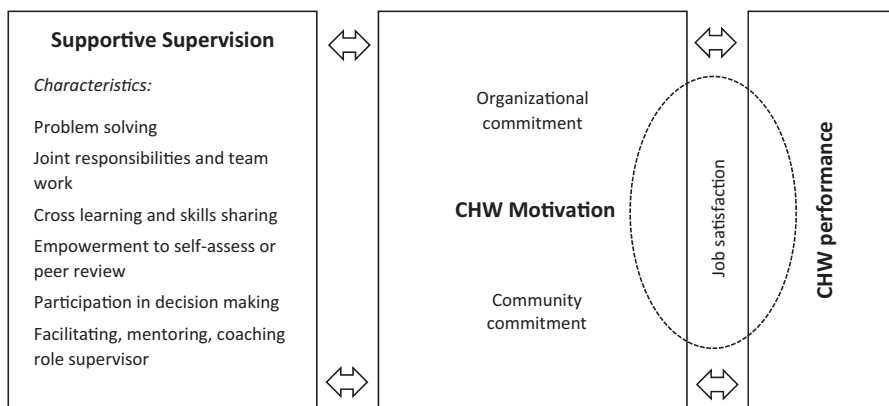 Supportive Supervision
Characteristics:
Problem solving
Joint responsibilities and team
work
Cross learning and skills sharing
Empowerment to self-assess or
peer review
Participation in decision making
Facilitating, mentoring, coaching
role supervisor
Organizational
commitment
CHW Motivation
Community
commitment
Job satisfaction
CHW performance